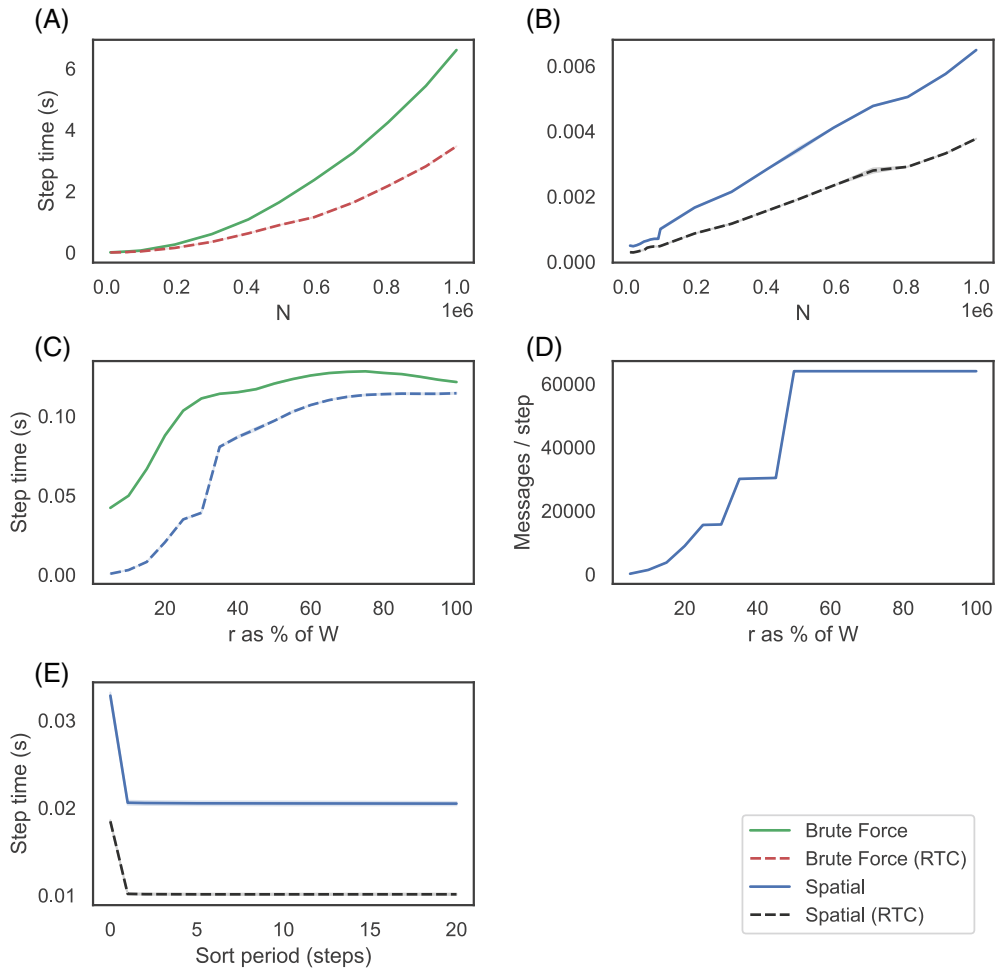 (A)
Step time (s)
6
4
2
0
0.0 0.2 0.4 0.6 0.8 1.0
1e6
N
(B)
0.006
0.004
0.002
0.000
0.0 0.2 0.4 0.6 0.8 1.0
1e6
N
(C)
Step time (s)
0.10
0.05
0.00
20 40 60 80 100
r as % of W
(D)
Messages / step
60000
40000
20000
0
20 40 60 80 100
r as % of W
(E)
Step time (s)
0.03
0.02
0.01
0 5 10 15 20
Sort period (steps)
Brute Force
Brute Force (RTC)
Spatial
Spatial (RTC)